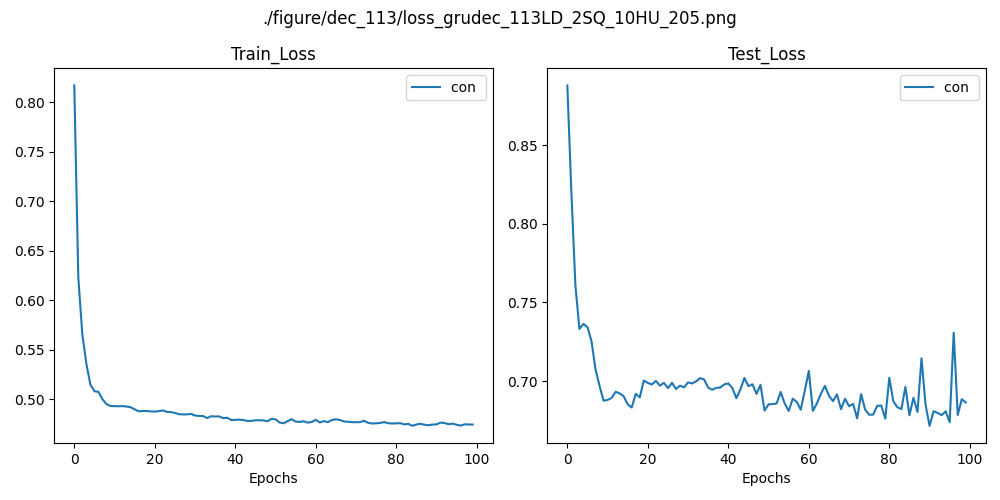 ./figure/dec_113/loss_grudec_113LD_2SQ_10HU_205.png
Train_Loss
con
0.80
0.75
0.70
0.65
0.60
0.55
0.50
0 20 40 60 80 100
Epochs
Test_Loss
con
0.85
0.80
0.75
0.70
0 20 40 60 80 100
Epochs